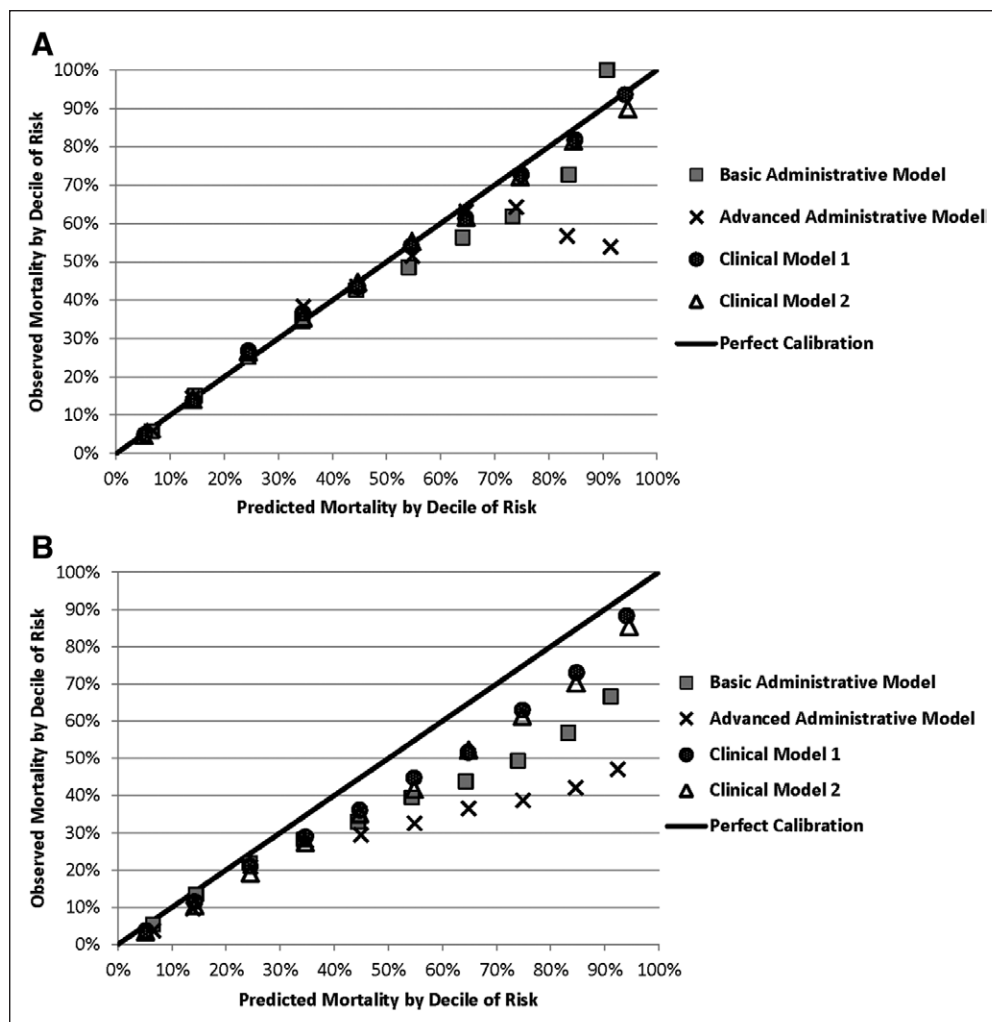 A
Observed Mortality by Decile of Risk
100%
90%
80%
70%
60%
50%
40%
30%
20%
10%
0%
0% 10% 20% 30% 40% 50% 60% 70% 80% 90% 100%
Predicted Mortality by Decile of Risk
Basic Administrative Model
Advanced Administrative Model
Clinical Model 1
Clinical Model 2
Perfect Calibration
B
Observed Mortality by Decile of Risk
100%
90%
80%
70%
60%
50%
40%
30%
20%
10%
0%
0% 10% 20% 30% 40% 50% 60% 70% 80% 90% 100%
Predicted Mortality by Decile of Risk
Basic Administrative Model
Advanced Administrative Model
Clinical Model 1
Clinical Model 2
Perfect Calibration